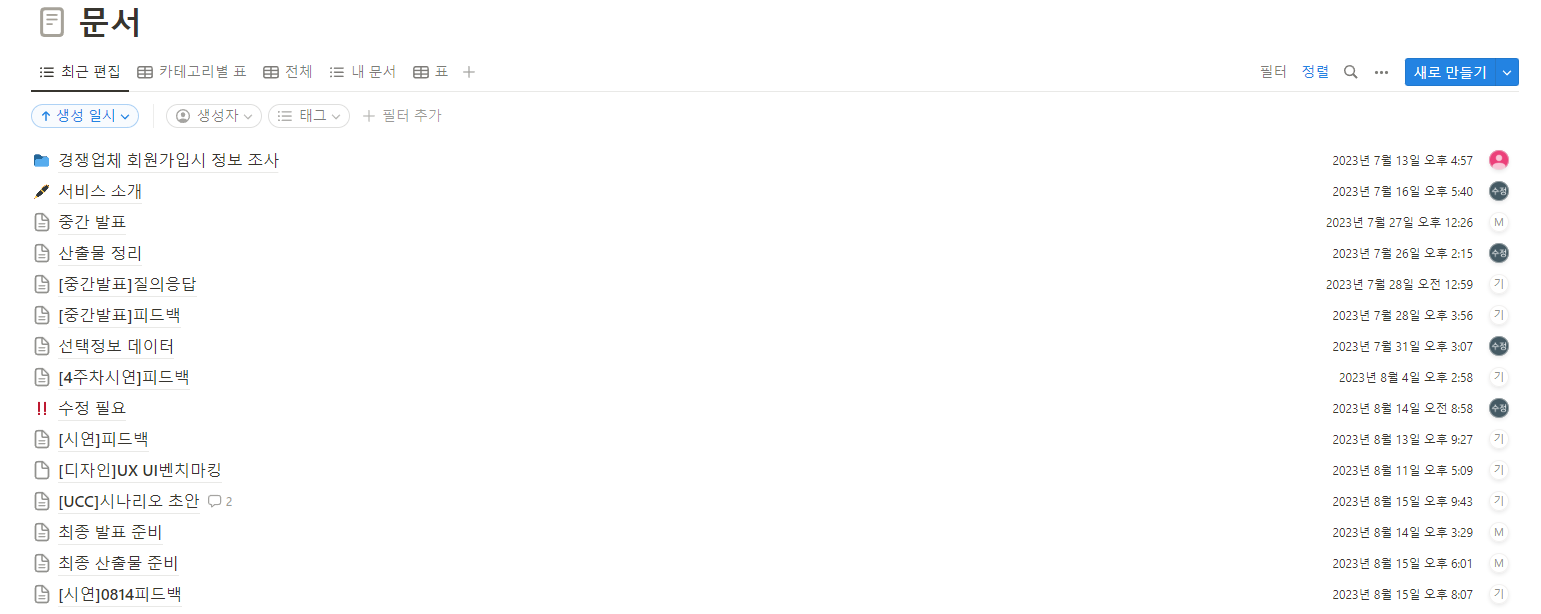 문서
최근 편집 카테고리별 표 전체 내 문서 표 필터 정렬 새로 만들기
생성 일시 생성자 태그 필터 추가
경쟁업체 회원가입시 정보 조사 2023년 7월 13일 오후 4:57
서비스 소개 2023년 7월 16일 오후 5:40 수정
중간 발표 2023년 7월 27일 오후 12:26 M
산출물 정리 2023년 7월 26일 오후 2:15 수정
[중간발표]질의응답 2023년 7월 28일 오전 12:59 기
[중간발표]피드백 2023년 7월 28일 오후 3:56 기
선택정보 데이터 2023년 7월 31일 오후 3:07 수정
[4주차시연]피드백 2023년 8월 4일 오후 2:58 기
수정 필요 2023년 8월 14일 오전 8:58 수정
[시연]피드백 2023년 8월 13일 오후 9:27 기
[디자인]UX UI벤치마킹 2023년 8월 11일 오후 5:09 기
[UCC]시나리오 초안 2 2023년 8월 15일 오후 9:43 기
최종 발표 준비 2023년 8월 14일 오후 3:29 M
최종 산출물 준비 2023년 8월 15일 오후 6:01 M
[시연]0814피드백 2023년 8월 15일 오후 8:07 기